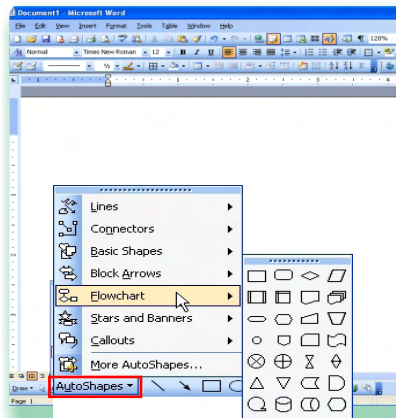 Document1 - Microsoft Word
File Edit View Insert Format Tools Table Window Help
Normal Times New Roman 12 B I U
120%
Lines
Connectors
Basic Shapes
Block Arrows
Flowchart
Stars and Banners
Callouts
More AutoShapes...
Draw AutoShapes
Page 1